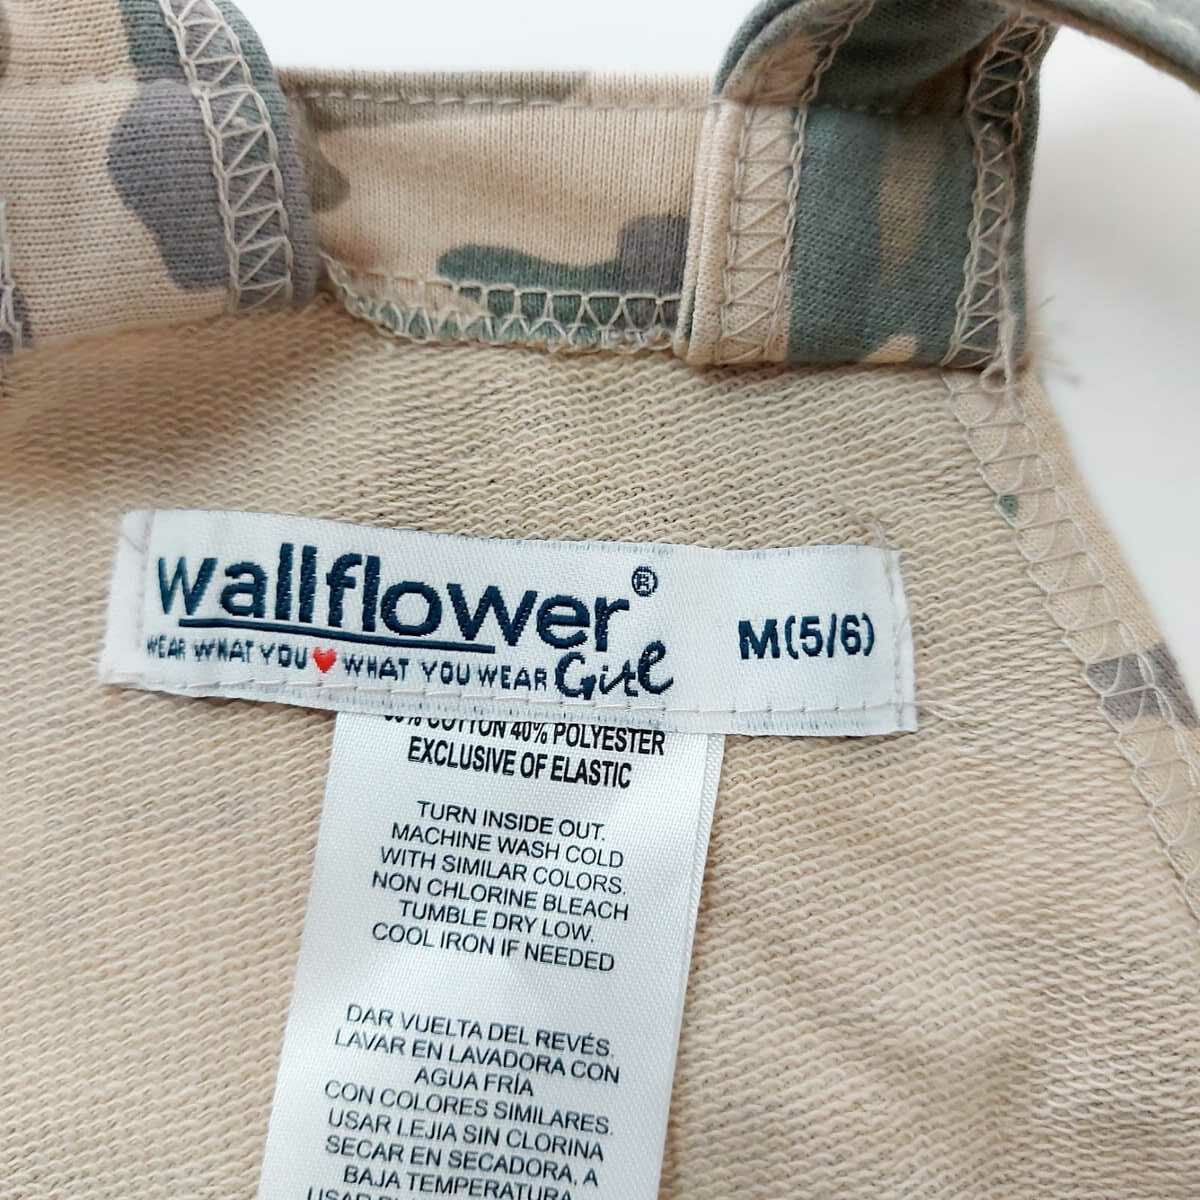 wallflower®
WEAR WHAT YOU ❤ WHAT YOU WEAR Girl
M(5/6)
COTTON 40% POLYESTER
EXCLUSIVE OF ELASTIC
TURN INSIDE OUT.
MACHINE WASH COLD
WITH SIMILAR COLORS.
NON CHLORINE BLEACH
TUMBLE DRY LOW.
COOL IRON IF NEEDED
DAR VUELTA DEL REVÉS.
LAVAR EN LAVADORA CON
AGUA FRÍA
CON COLORES SIMILARES.
USAR LEJIA SIN CLORINA
SECAR EN SECADORA, A
BAJA TEMPERATURA.
USAR